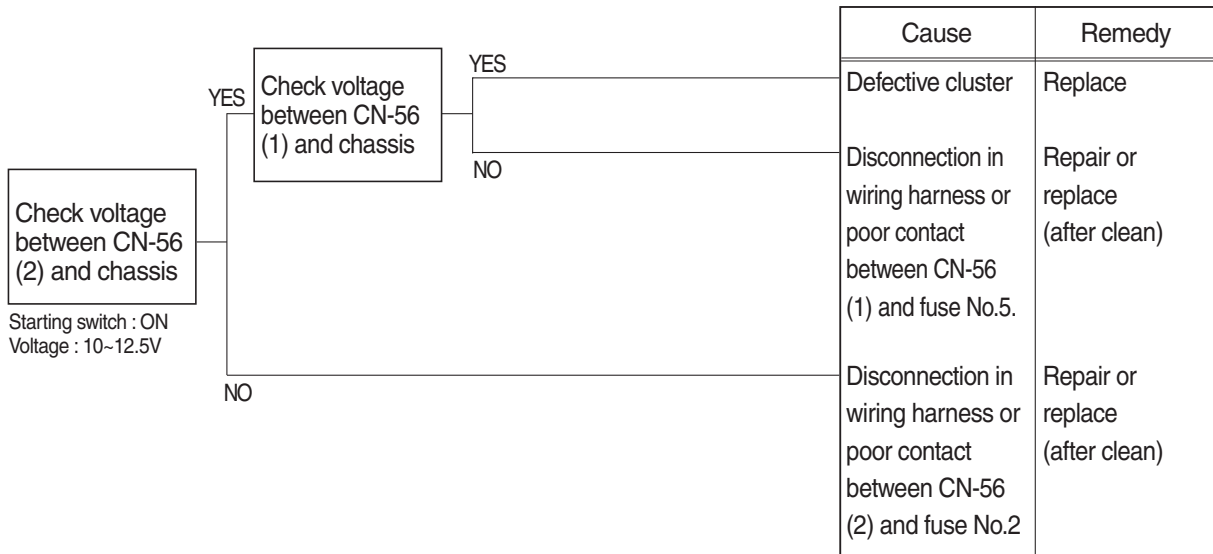 Cause
Remedy
YES
Check voltage
between CN-56
(1) and chassis
YES
Defective cluster
Replace
NO
Disconnection in
wiring harness or
poor contact
between CN-56
(1) and fuse No.5.
Repair or
replace
(after clean)
Check voltage
between CN-56
(2) and chassis
Starting switch : ON
Voltage : 10~12.5V
NO
Disconnection in
wiring harness or
poor contact
between CN-56
(2) and fuse No.2
Repair or
replace
(after clean)